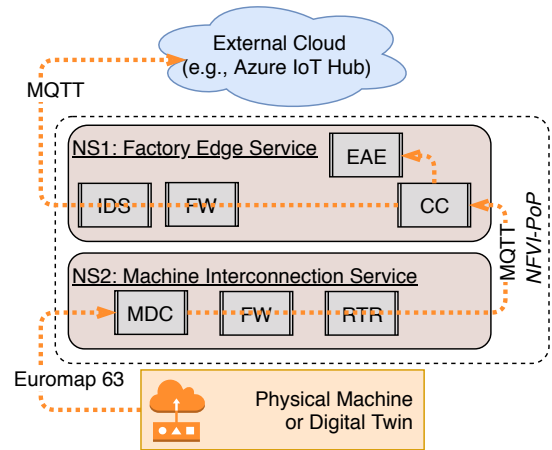 External Cloud
(e.g., Azure IoT Hub)
MQTT
NS1: Factory Edge Service
EAE
IDS
FW
CC
NFVI-PoP
MQTT
NS2: Machine Interconnection Service
MDC
FW
RTR
Euromap 63
Physical Machine
or Digital Twin